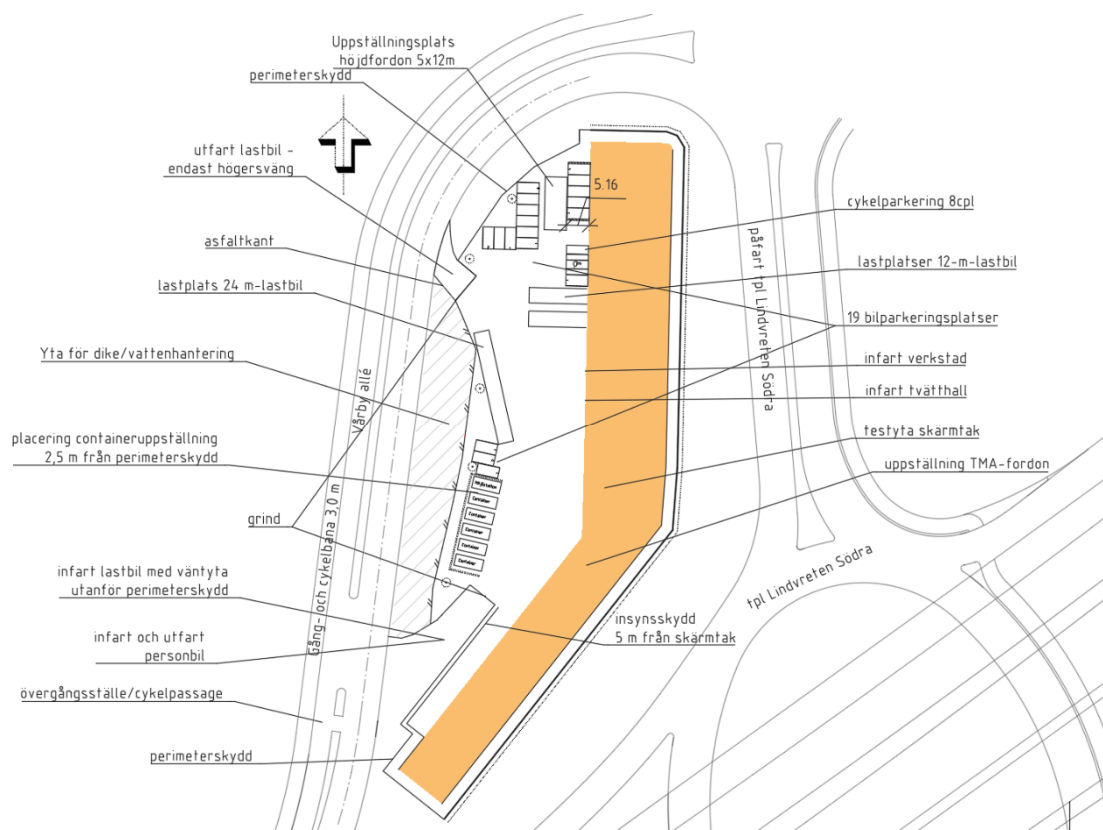 Uppställningsplats
höjdfordon 5x12m
perimeterskydd
utfart lastbil -
endast högersväng
asfaltkant
lastplats 24 m-lastbil
Yta för dike/vattenhantering
Vårby allé
placering containeruppställning
2,5 m från perimeterskydd
grind
Gång- och cykelbana 3,0 m
infart lastbil med väntyta
utanför perimeterskydd
infart och utfart
personbil
övergångsställe/cykelpassage
perimeterskydd
5.16
cykelparkering 8cpl
påfart tpl Lindvreten Södra
lastplatser 12-m-lastbil
19 bilparkeringsplatser
infart verkstad
infart tvätthall
testyta skärmtak
uppställning TMA-fordon
tpl Lindvreten Södra
insynsskydd
5 m från skärmtak
Container
Container
Container
Container
Container